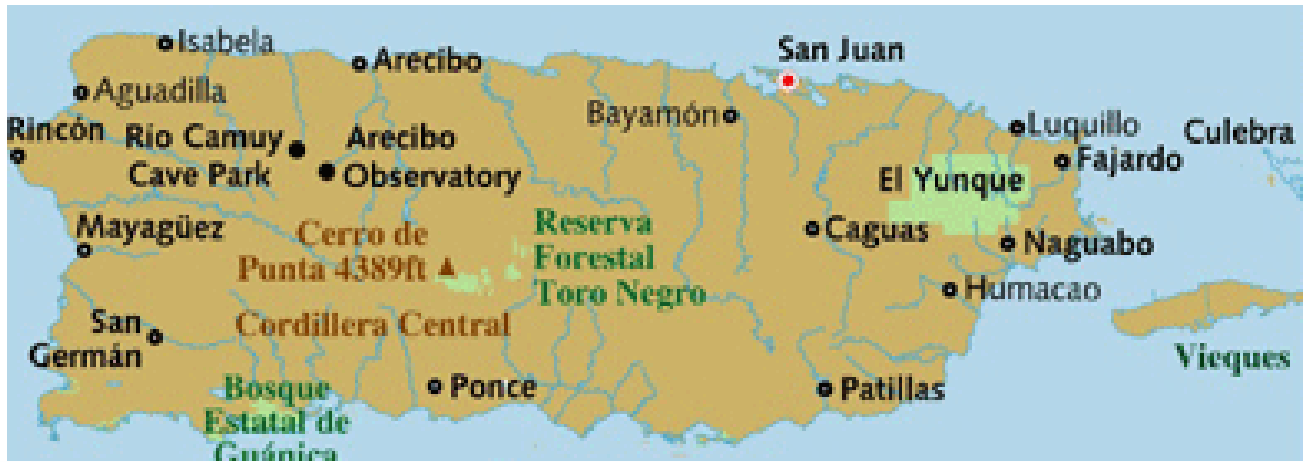 Isabela
Arecibo
San Juan
Aguadilla
Bayamón
Rincón
Río Camuy
Cave Park
Arecibo
Observatory
Luquillo
Culebra
Fajardo
El Yunque
Mayagüez
Cerro de
Punta 4389ft
Reserva
Forestal
Toro Negro
Caguas
Naguabo
Humacao
San
Germán
Cordillera Central
Vieques
Bosque
Estatal de
Guánica
Ponce
Patillas